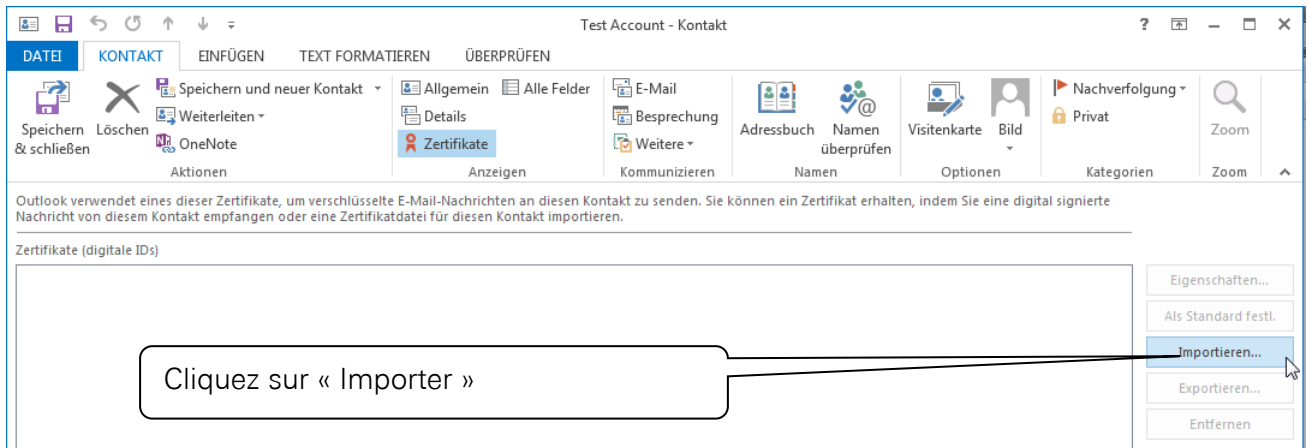 Test Account - Kontakt
DATEI KONTAKT EINFÜGEN TEXT FORMATIEREN ÜBERPRÜFEN
Speichern & schließen
Löschen
Speichern und neuer Kontakt
Weiterleiten
OneNote
Aktionen
Allgemein
Alle Felder
Details
Zertifikate
Anzeigen
E-Mail
Besprechung
Weitere
Kommunizieren
Adressbuch
Namen
überprüfen
Namen
Visitenkarte
Bild
Optionen
Nachverfolgung
Privat
Kategorien
Zoom
Zoom
Outlook verwendet eines dieser Zertifikate, um verschlüsselte E-Mail-Nachrichten an diesen Kontakt zu senden. Sie können ein Zertifikat erhalten, indem Sie eine digital signierte
Nachricht von diesem Kontakt empfangen oder eine Zertifikatdatei für diesen Kontakt importieren.
Zertifikate (digitale IDs)
Eigenschaften...
Als Standard festl.
Importieren...
Exportieren...
Entfernen
Cliquez sur « Importer »